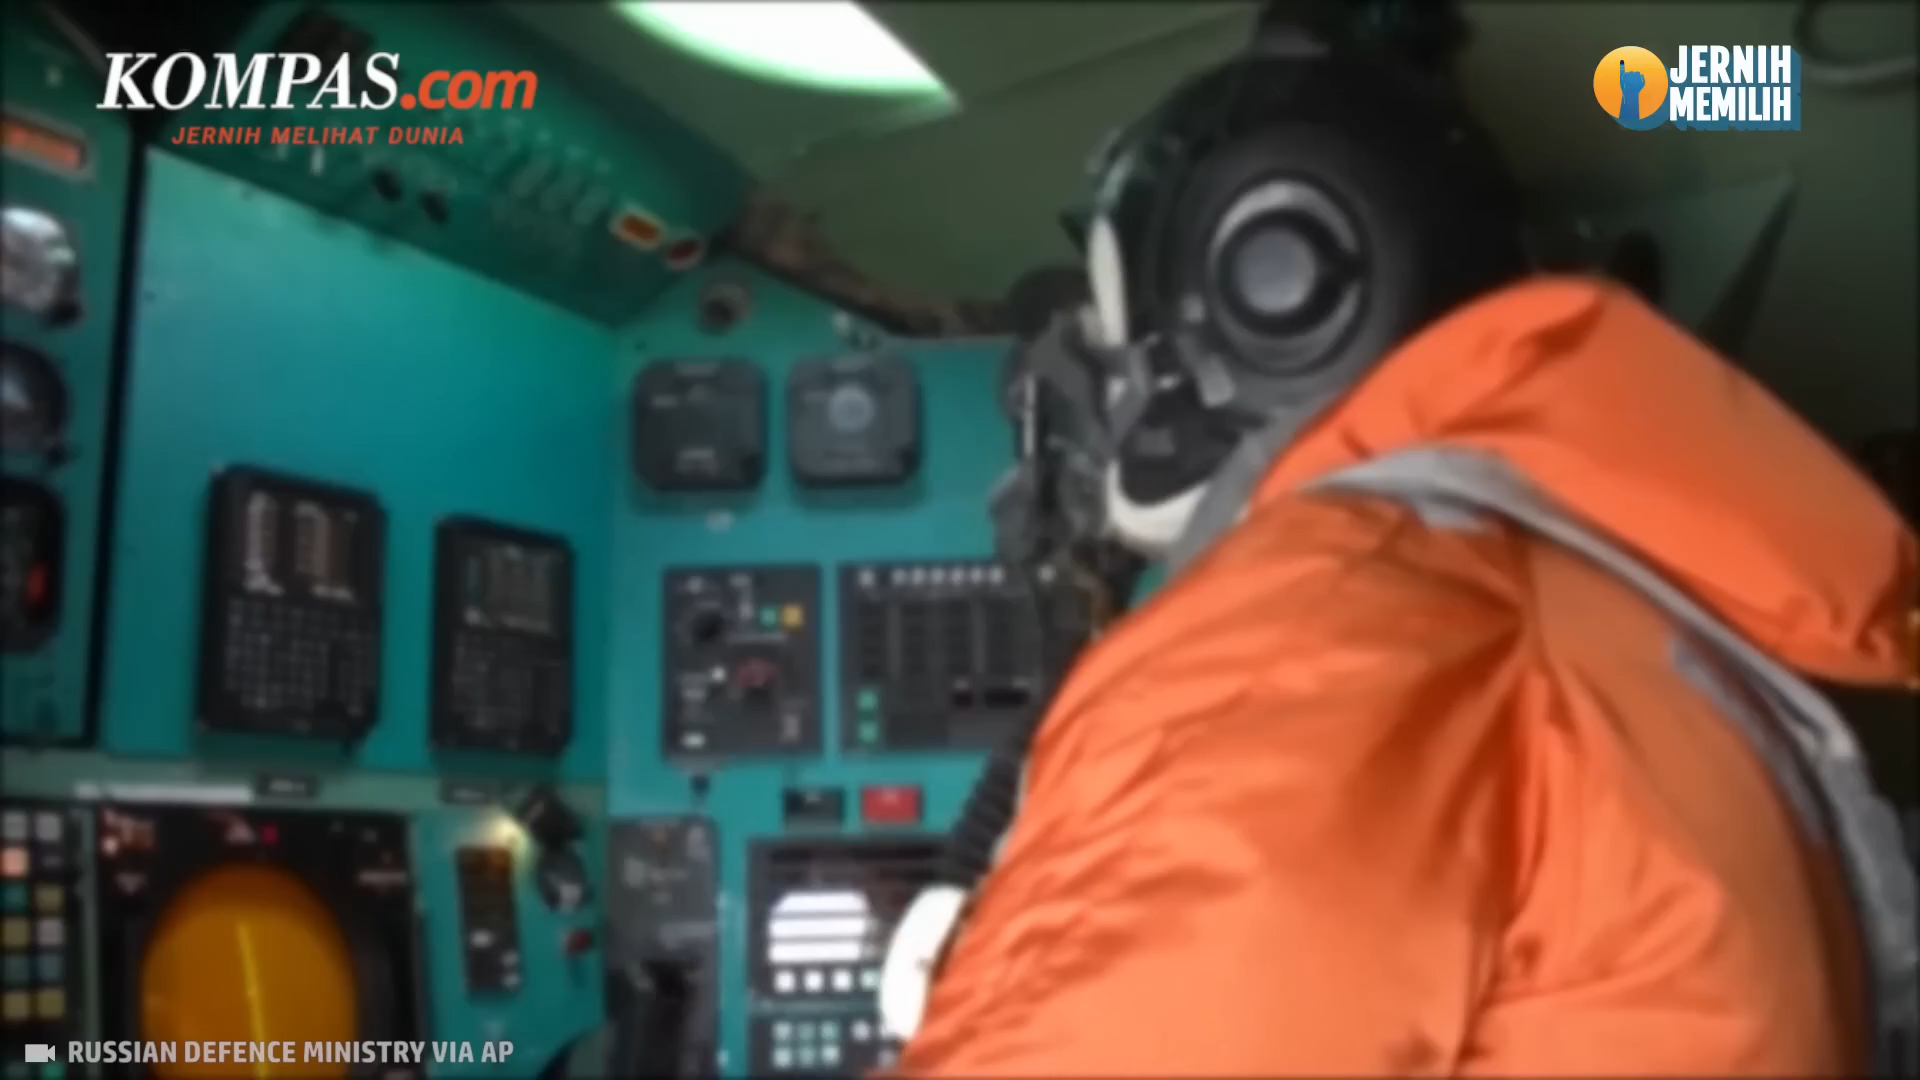 KOMPAS.com
JERNIH MELIHAT DUNIA
JERNIH
MEMILIH
RUSSIAN DEFENCE MINISTRY VIA AP